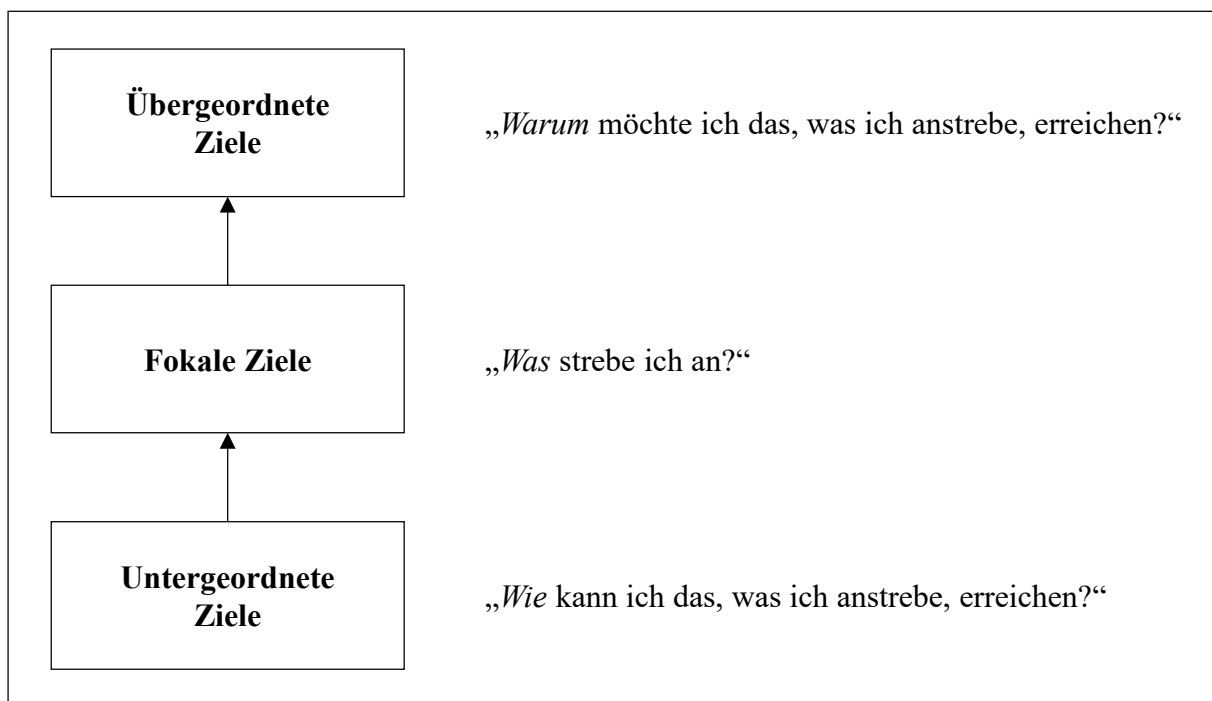 Übergeordnete
Ziele
„Warum möchte ich das, was ich anstrebe, erreichen?“
Fokale Ziele
„Was strebe ich an?“
Untergeordnete
Ziele
„Wie kann ich das, was ich anstrebe, erreichen?“